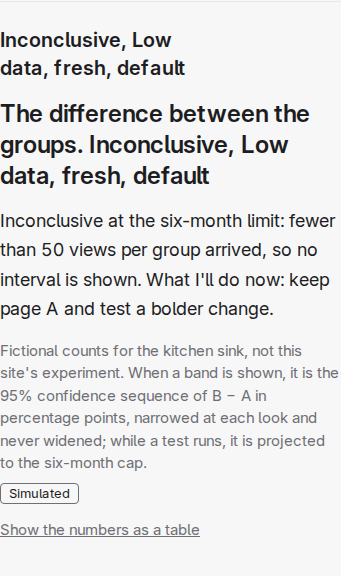 Inconclusive, Low
data, fresh, default
The difference between the
groups. Inconclusive, Low
data, fresh, default
Inconclusive at the six-month limit: fewer
than 50 views per group arrived, so no
interval is shown. What I'll do now: keep
page A and test a bolder change.
Fictional counts for the kitchen sink, not this
site's experiment. When a band is shown, it is the
95% confidence sequence of B − A in
percentage points, narrowed at each look and
never widened; while a test runs, it is projected
to the six-month cap.
Simulated
Show the numbers as a table